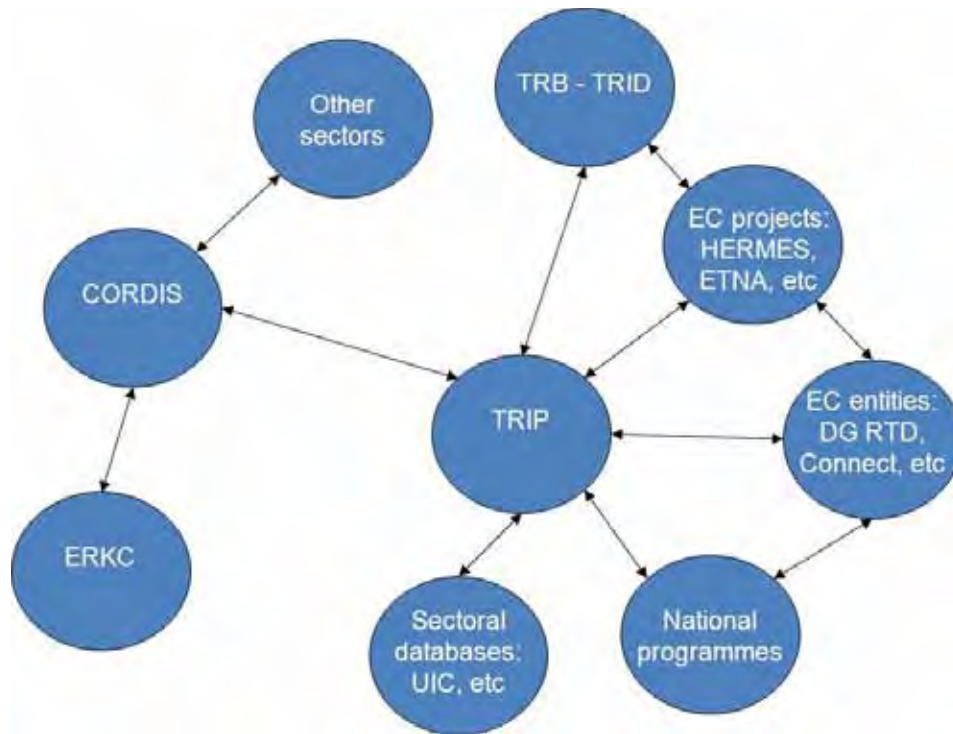 TRB - TRID
Other
sectors
EC projects:
HERMES,
ETNA, etc
CORDIS
TRIP
EC entities:
DG RTD,
Connect, etc
ERKC
Sectoral
databases:
UIC, etc
National
programmes